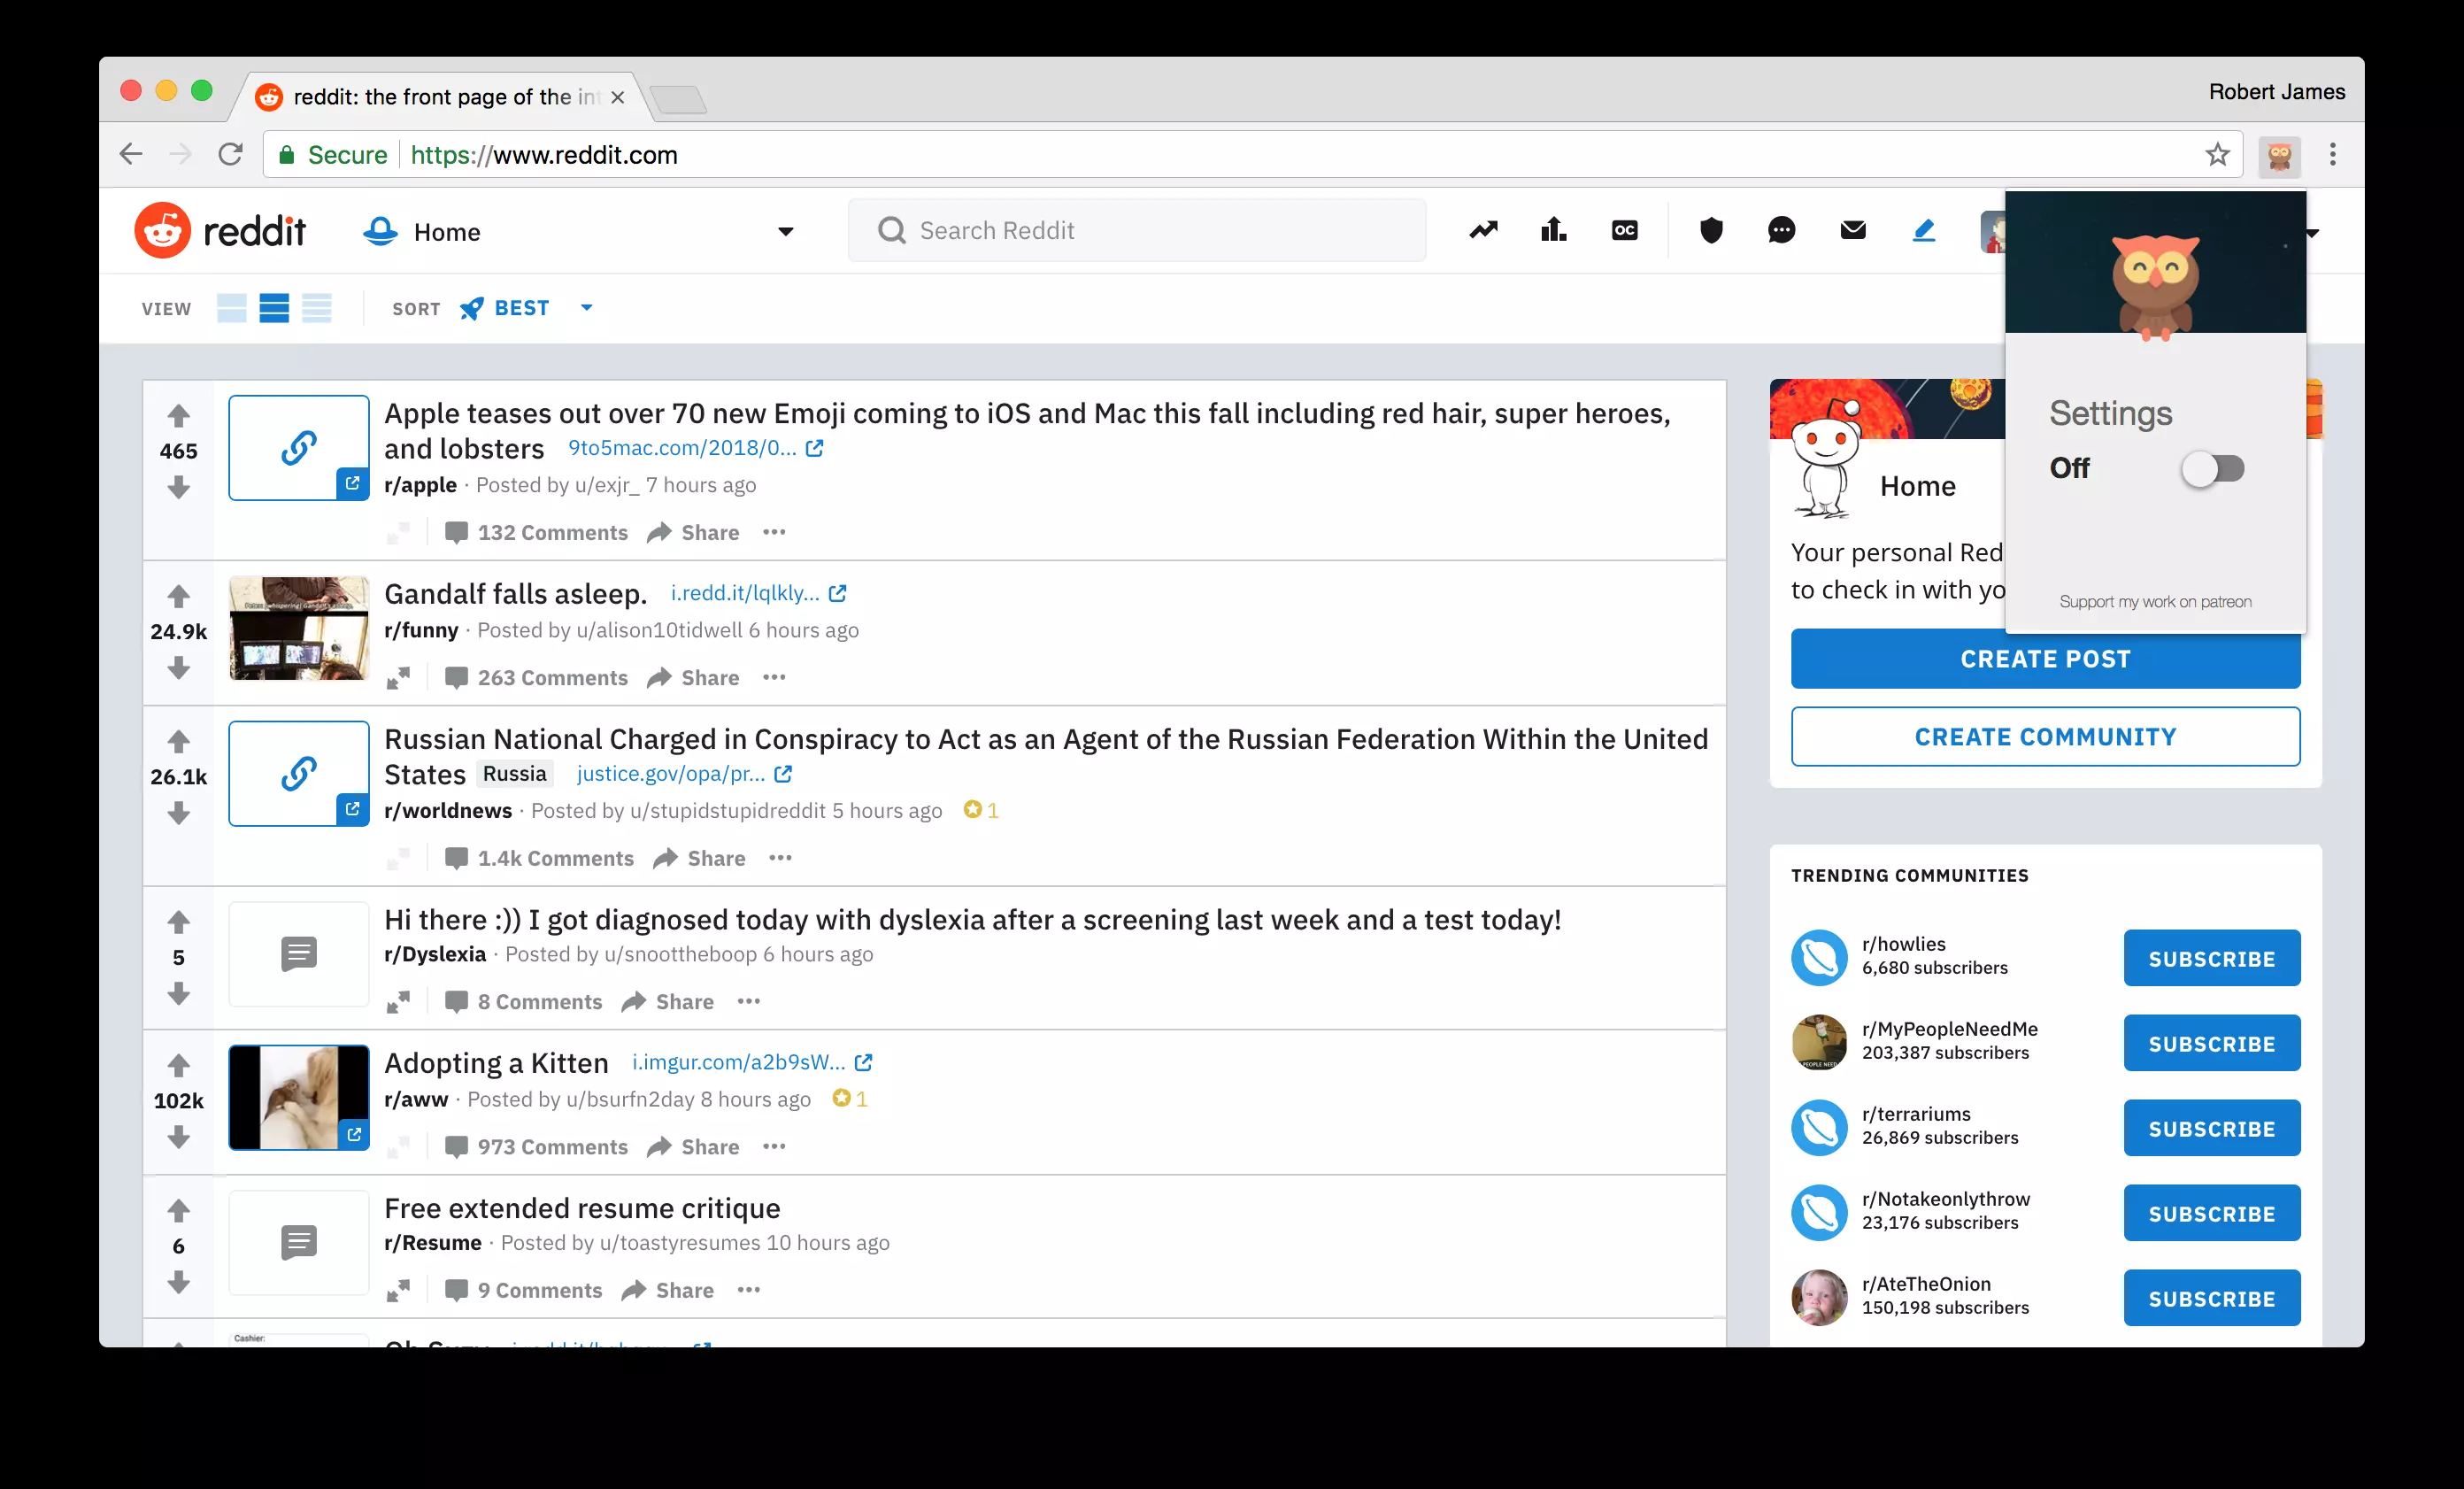 reddit: the front page of the int
Robert James
Secure https://www.reddit.com
reddit
Home
Search Reddit
OC
VIEW
SORT BEST
465
Apple teases out over 70 new Emoji coming to iOS and Mac this fall including red hair, super heroes,
and lobsters 9to5mac.com/2018/0...
r/apple · Posted by u/exjr_ 7 hours ago
132 Comments Share
24.9k
Gandalf falls asleep. i.redd.it/lqlkly...
r/funny · Posted by u/alison10tidwell 6 hours ago
263 Comments Share
26.1k
Russian National Charged in Conspiracy to Act as an Agent of the Russian Federation Within the United
States Russia justice.gov/opa/pr...
r/worldnews · Posted by u/stupidstupidreddit 5 hours ago 1
1.4k Comments Share
5
Hi there :)) I got diagnosed today with dyslexia after a screening last week and a test today!
r/Dyslexia · Posted by u/snoottheboop 6 hours ago
8 Comments Share
102k
Adopting a Kitten i.imgur.com/a2b9sW...
r/aww · Posted by u/bsurfn2day 8 hours ago 1
973 Comments Share
6
Free extended resume critique
r/Resume · Posted by u/toastyresumes 10 hours ago
9 Comments Share
Cashier:
Settings
Off
Support my work on patreon
Home
Your personal Red
to check in with yo
CREATE POST
CREATE COMMUNITY
TRENDING COMMUNITIES
r/howlies
6,680 subscribers
SUBSCRIBE
r/MyPeopleNeedMe
203,387 subscribers
SUBSCRIBE
r/terrariums
26,869 subscribers
SUBSCRIBE
r/Notakeonlythrow
23,176 subscribers
SUBSCRIBE
r/AteTheOnion
150,198 subscribers
SUBSCRIBE